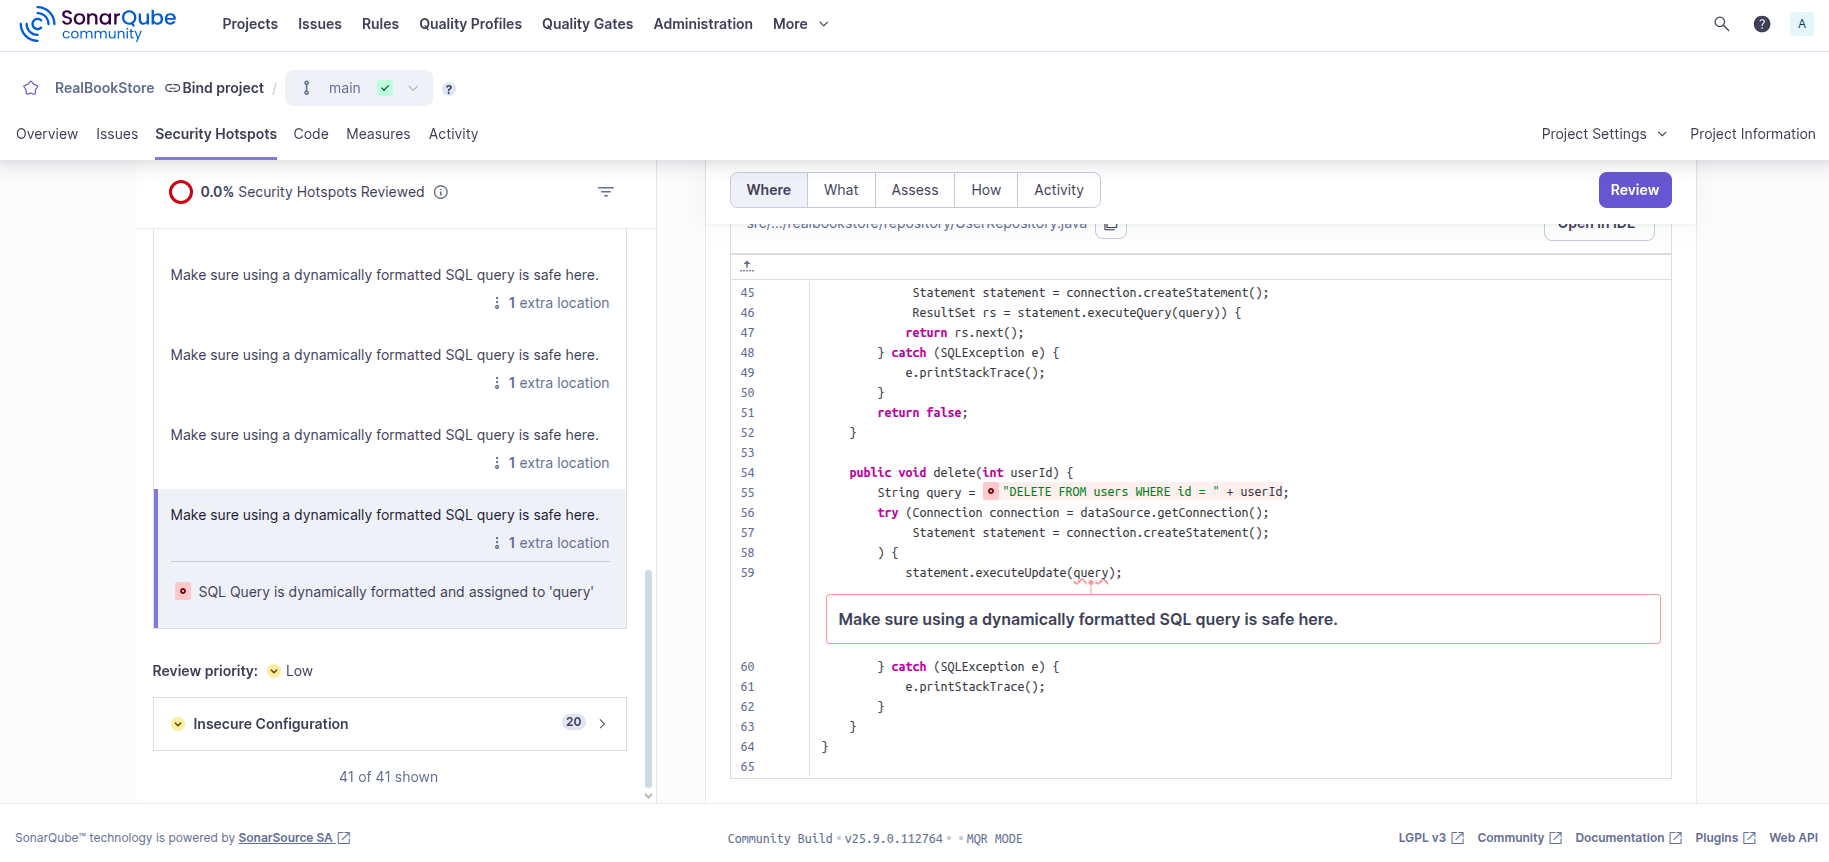 SonarQube community
Projects Issues Rules Quality Profiles Quality Gates Administration More
? A
RealBookStore Bind project / main ?
Overview Issues Security Hotspots Code Measures Activity Project Settings Project Information
0.0% Security Hotspots Reviewed
Make sure using a dynamically formatted SQL query is safe here.
1 extra location
Make sure using a dynamically formatted SQL query is safe here.
1 extra location
Make sure using a dynamically formatted SQL query is safe here.
1 extra location
Make sure using a dynamically formatted SQL query is safe here.
1 extra location
SQL Query is dynamically formatted and assigned to 'query'
Review priority: Low
Insecure Configuration 20
41 of 41 shown
Where What Assess How Activity Review
src/.../realbookstore/repository/UserRepository.java Open in IDE
45 Statement statement = connection.createStatement();
46 ResultSet rs = statement.executeQuery(query)) {
47 return rs.next();
48 } catch (SQLException e) {
49 e.printStackTrace();
50 }
51 return false;
52 }
53
54 public void delete(int userId) {
55 String query = "DELETE FROM users WHERE id = " + userId;
56 try (Connection connection = dataSource.getConnection();
57 Statement statement = connection.createStatement();
58 ) {
59 statement.executeUpdate(query);
Make sure using a dynamically formatted SQL query is safe here.
60 } catch (SQLException e) {
61 e.printStackTrace();
62 }
63 }
64 }
65
SonarQube™ technology is powered by SonarSource SA Community Build • v25.9.0.112764 • • MQR MODE LGPL v3 Community Documentation Plugins Web API